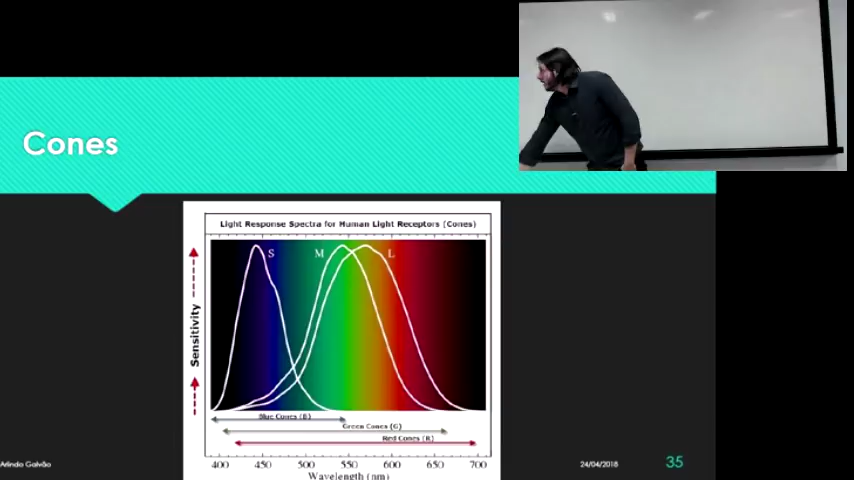 Cones
Light Response Spectra for Human Light Receptors (Cones)
S M L
Sensitivity
Blue Cones (B)
Green Cones (G)
Red Cones (R)
400 450 500 550 600 650 700
Wavelength (nm)
Arlindo Galvão
24/04/2018
35